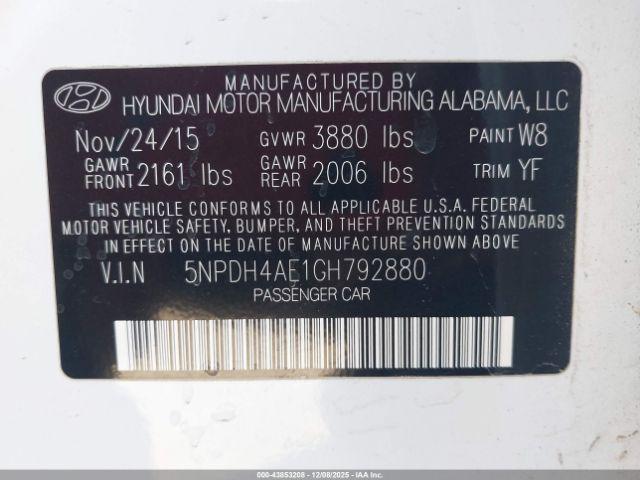 MANUFACTURED BY
HYUNDAI MOTOR MANUFACTURING ALABAMA, LLC
Nov/24/15 GVWR 3880 lbs PAINT W8
GAWR FRONT 2161 lbs GAWR REAR 2006 lbs TRIM YF
THIS VEHICLE CONFORMS TO ALL APPLICABLE U.S.A. FEDERAL
MOTOR VEHICLE SAFETY, BUMPER, AND THEFT PREVENTION STANDARDS
IN EFFECT ON THE DATE OF MANUFACTURE SHOWN ABOVE.
V.I.N 5NPDH4AE1GH792880
PASSENGER CAR
000-43853208 - 12/08/2025 - COPYRIGHT IAA, LLC.